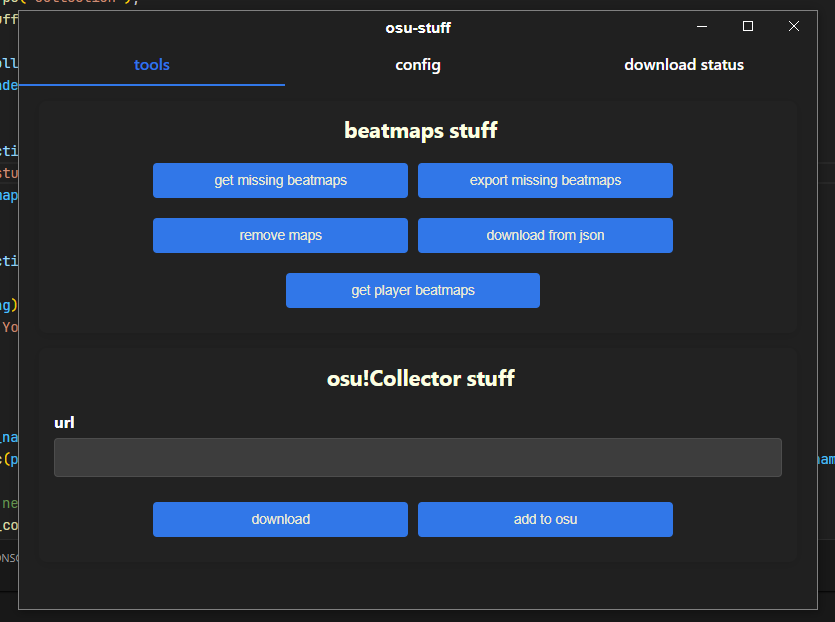 osu-stuff
tools config download status
beatmaps stuff
get missing beatmaps export missing beatmaps
remove maps download from json
get player beatmaps
osu!Collector stuff
url
download add to osu